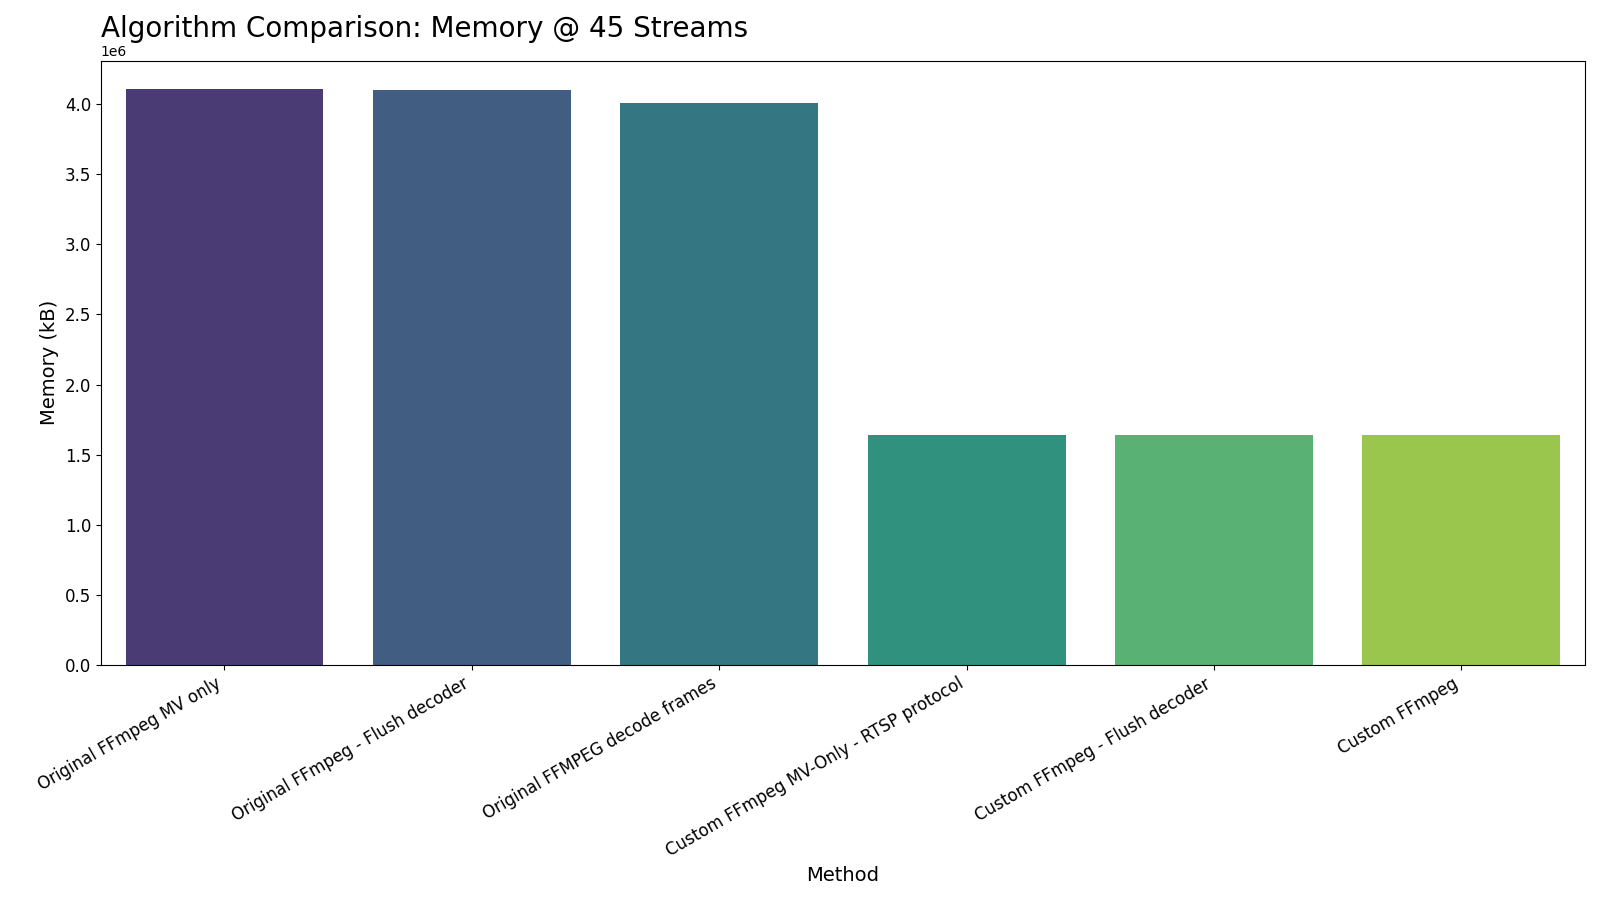 Algorithm Comparison: Memory @ 45 Streams
1e6
4.0
3.5
3.0
2.5
2.0
1.5
1.0
0.5
0.0
Memory (kB)
Original FFmpeg MV only
Original FFmpeg - Flush decoder
Original FFMPEG decode frames
Custom FFmpeg MV-Only - RTSP protocol
Custom FFmpeg - Flush decoder
Custom FFmpeg
Method